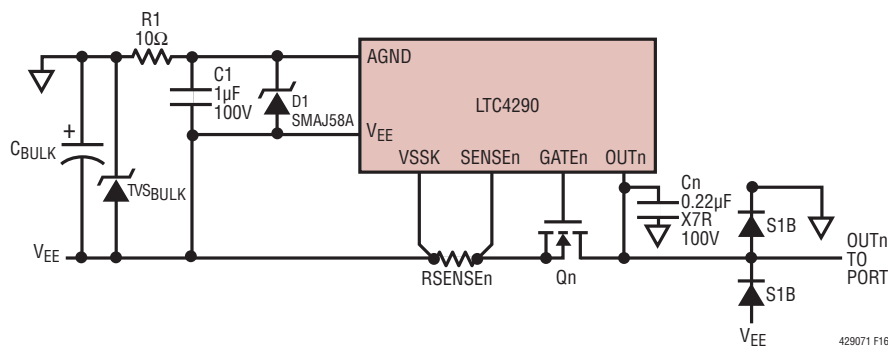 R1
10Ω
C1
1µF
100V
D1
SMAJ58A
AGND
LTC4290
VEE
VSSK SENSEn GATEn OUTn
+
CBULK
TVSBULK
Cn
0.22µF
X7R
100V
S1B
OUTn
TO
PORT
VEE
RSENSEn
Qn
S1B
VEE
429071 F16